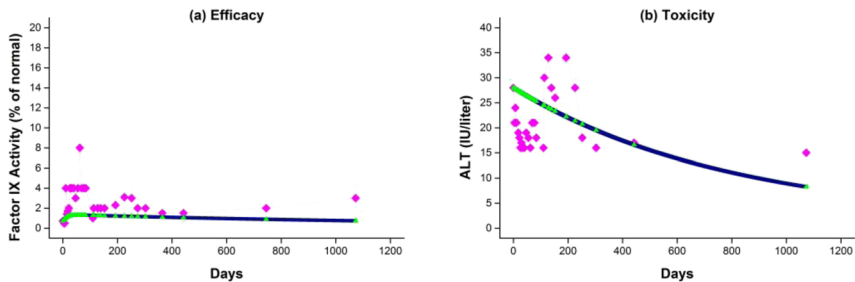 (a) Efficacy
Factor IX Activity (% of normal)
20
18
16
14
12
10
8
6
4
2
0
0 200 400 600 800 1000 1200
Days
(b) Toxicity
ALT (IU/liter)
40
35
30
25
20
15
10
5
0
0 200 400 600 800 1000 1200
Days